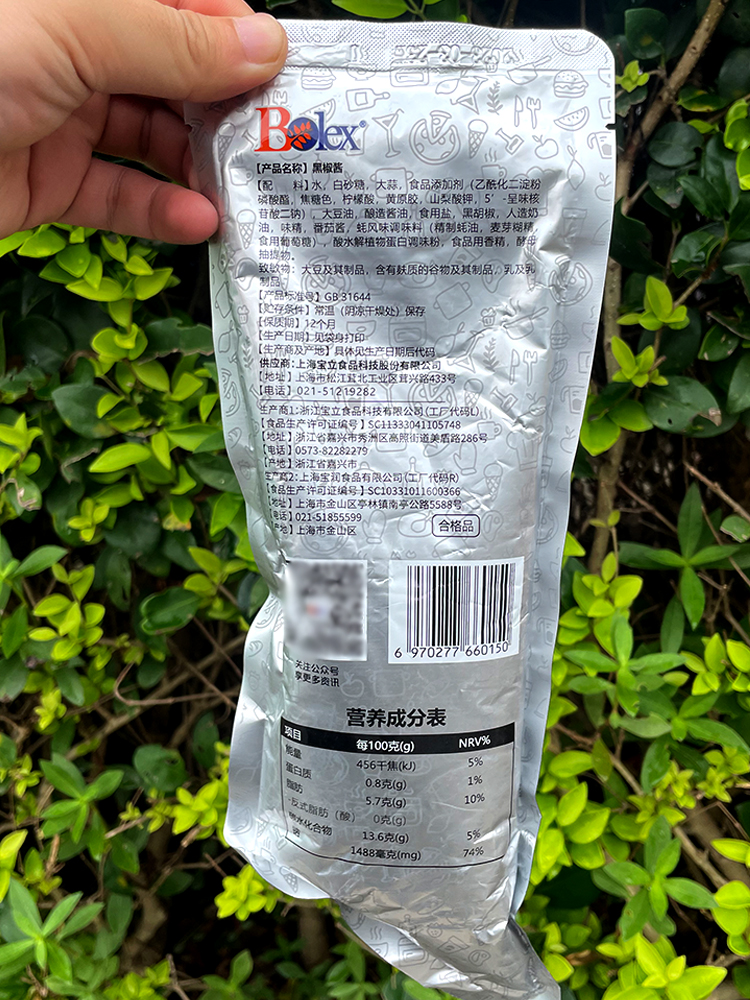 Bolex®
【产品名称】黑椒酱
【配　　料】水，白砂糖，大蒜，食品添加剂（乙酰化二淀粉
磷酸酯，焦糖色，柠檬酸，黄原胶，山梨酸钾，5'-呈味核
苷酸二钠），大豆油，酿造酱油，食用盐，黑胡椒，人造奶
油，味精，番茄酱，蚝风味调味料（精制蚝油，麦芽糊精，
食用葡萄糖），酸水解植物蛋白调味粉，食品用香精，酵母
抽提物。
致敏物：大豆及其制品，含有麸质的谷物及其制品，乳及乳
制品
【产品标准号】GB 31644
【贮存条件】常温（阴凉干燥处）保存
【保质期】12个月
【生产日期】见袋身打印
【生产商及产地】具体见生产日期后代码
供应商：上海宝立食品科技股份有限公司
【地址】上海市松江茸北工业区茸兴路433号
【电话】021-51219282
生产商1：浙江宝立食品科技有限公司(工厂代码L)
【食品生产许可证编号】SC11333041105748
【地址】浙江省嘉兴市秀洲区高照街道美盾路286号
【电话】0573-82282279
【产地】浙江省嘉兴市
生产商2：上海宝润食品有限公司(工厂代码R)
【食品生产许可证编号】SC10331011600366
【地址】上海市金山区亭林镇南亭公路5588号
【电话】021-51855599
产地】上海市金山区
合格品
6 970277 660150
关注公众号
享更多资讯
营养成分表
项目 每100克(g) NRV%
能量 456千焦(kJ) 5%
蛋白质 0.8克(g) 1%
脂肪 5.7克(g) 10%
-反式脂肪（酸） 0克(g)
水化合物 13.6克(g) 5%
1488毫克(mg) 74%